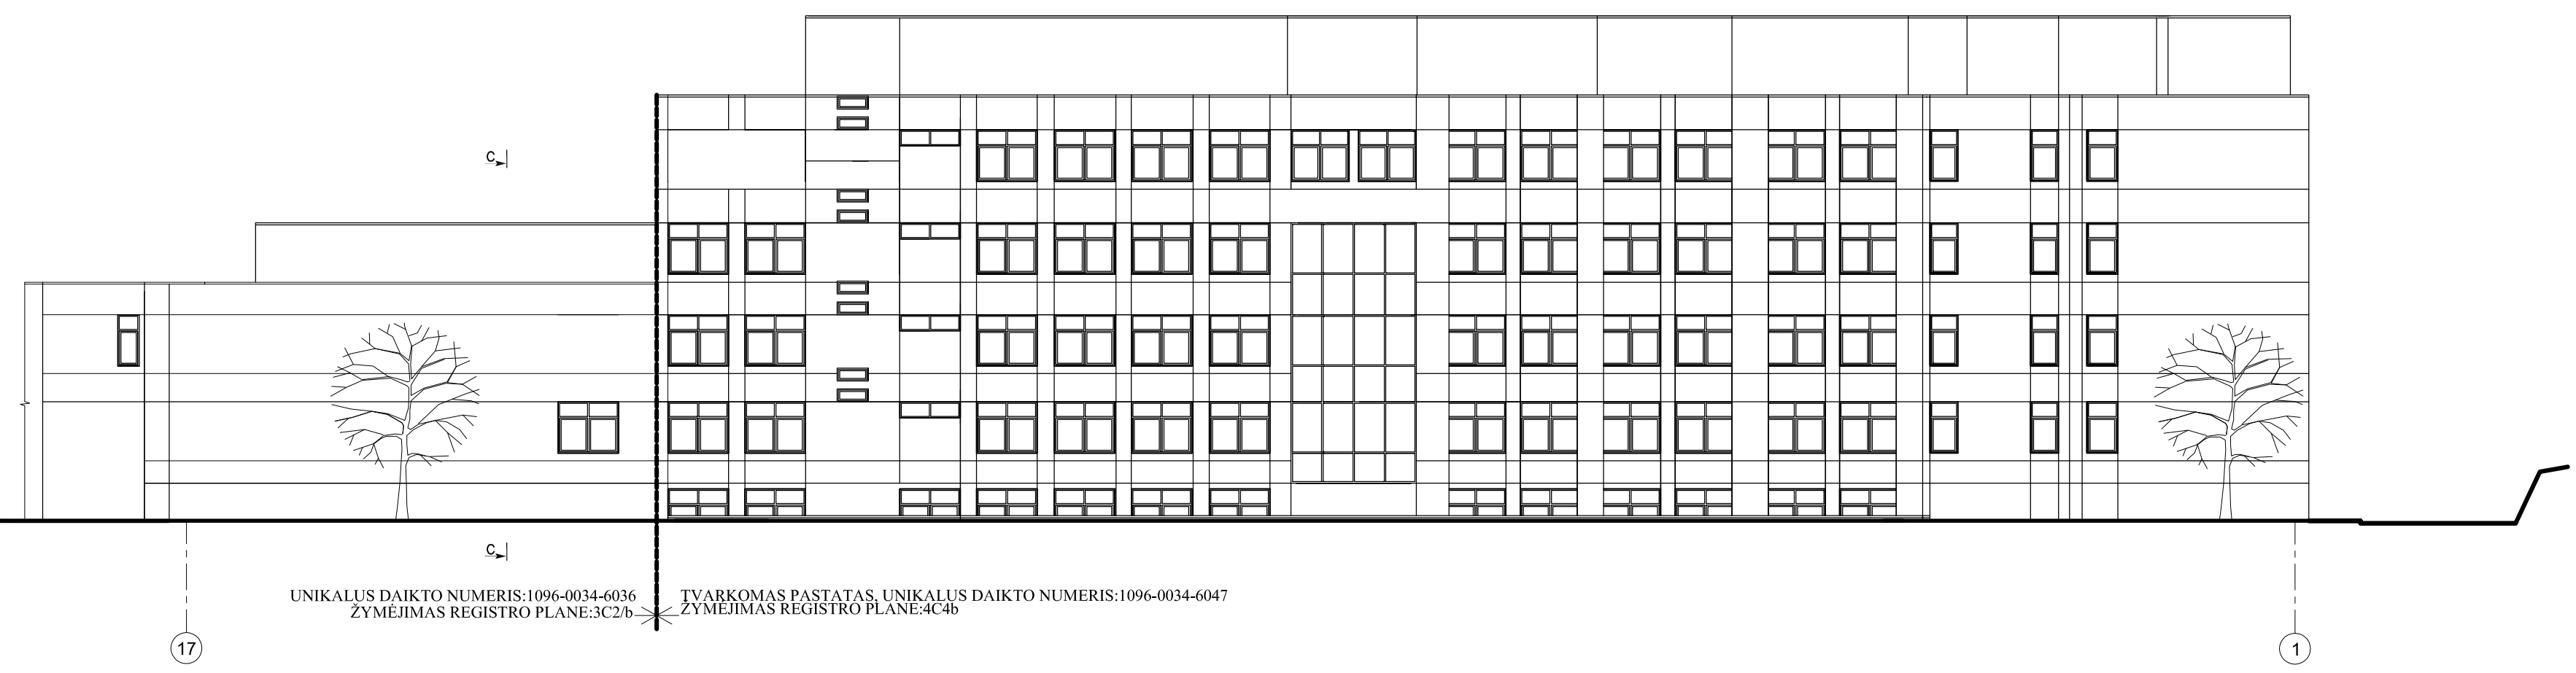 C
C
UNIKALUS DAIKTO NUMERIS:1096-0034-6036
ŽYMĖJIMAS REGISTRO PLANE:3C2/b
TVARKOMAS PASTATAS, UNIKALUS DAIKTO NUMERIS:1096-0034-6047
ŽYMĖJIMAS REGISTRO PLANE:4C4b
17
1